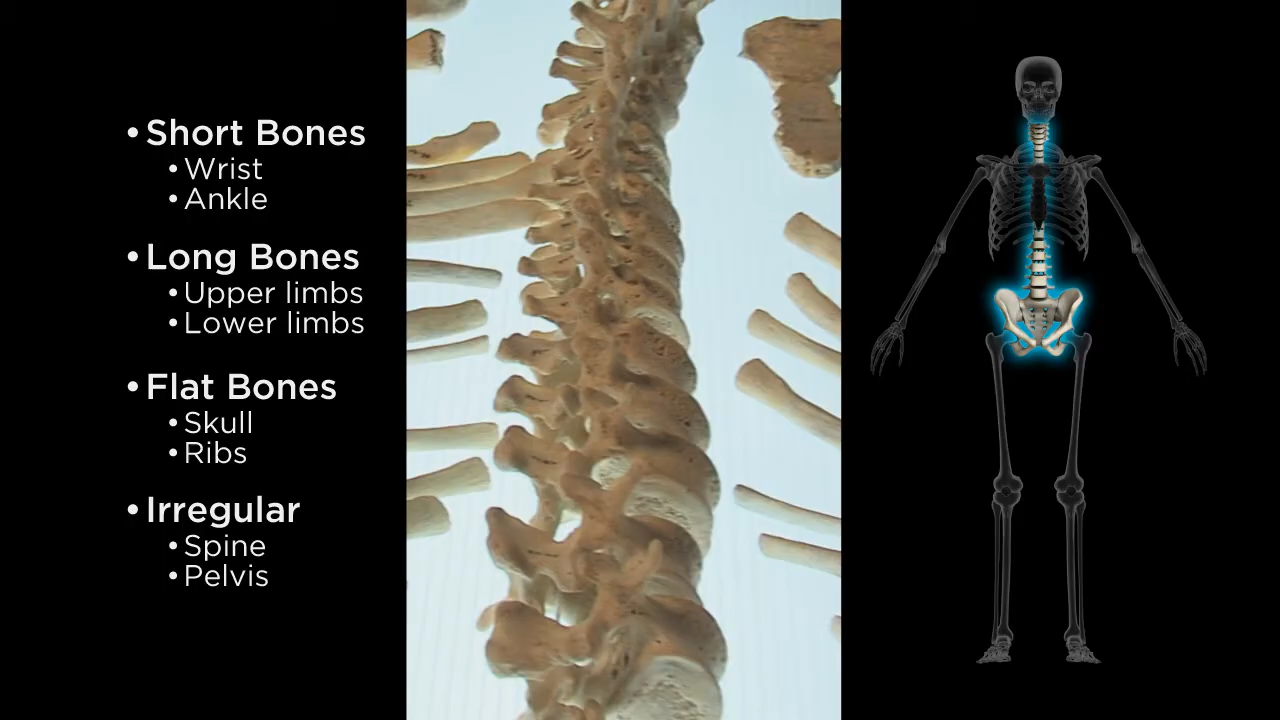 • Short Bones
• Wrist
• Ankle
• Long Bones
• Upper limbs
• Lower limbs
• Flat Bones
• Skull
• Ribs
• Irregular
• Spine
• Pelvis